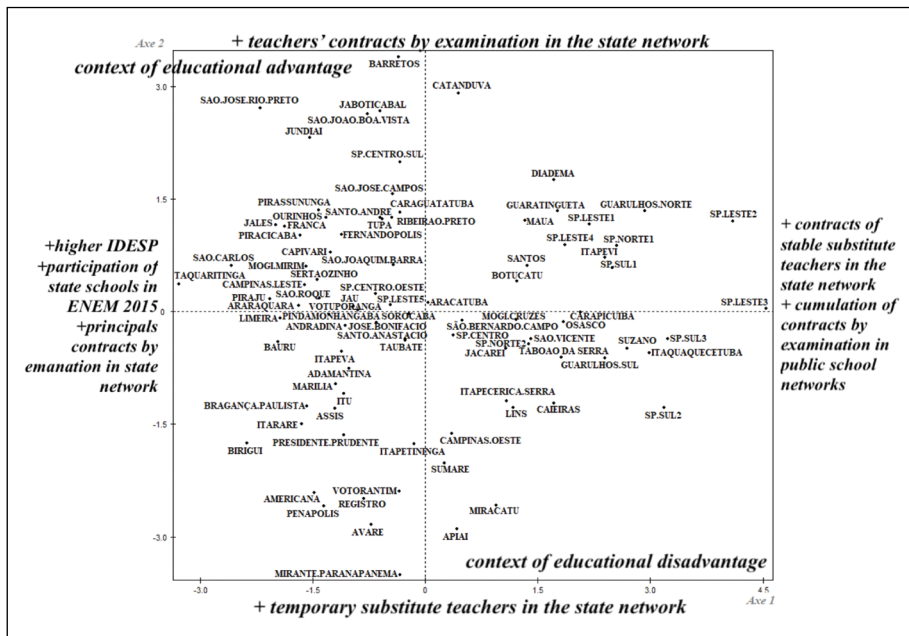 Axe 2
+ teachers' contracts by examination in the state network
context of educational advantage
BARRETOS
3.0
CATANDUVA
SAO.JOSE.RIO.PRETO
JABOTICABAL
SAO.JOAO.BOA.VISTA
JUNDIAI
SP.CENTRO.SUL
DIADEMA
SAO.JOSE.CAMPOS
1.5
PIRASSUNUNGA
CARAGUATATUBA
GUARATINGUETA
GUARULHOS.NORTE
OURINHOS
SANTO.ANDRE
JALES
FRANCA
TUPA
RIBEIRAO.PRETO
MAUA
SP.LESTE1
SP.LESTE2
PIRACICABA
FERNANDOPOLIS
SP.LESTE4
SP.NORTE1
CAPIVARI
ITAPEVI
SAO.CARLOS
MOGI.MIRIM
SAO.JOAQUIM.BARRA
SANTOS
SP.SUL1
TAQUARITINGA
SERTAOZINHO
BOTUCATU
CAMPINAS.LESTE
SP.CENTRO.OESTE
PIRAJU
SAO.ROQUE
JAU
SP.LESTE5
ARACATUBA
SP.LESTE3
ARARAQUARA
VOTUPORANGA
0
LIMEIRA
PINDAMONHANGABA
SOROCABA
MOGI.CRUZES
CARAPICUIBA
ANDRADINA
JOSE.BONIFACIO
SÃO.BERNARDO.CAMPO
OSASCO
SANTO.ANASTACIO
SP.CENTRO
SAO.VICENTE
SUZANO
SP.SUL3
BAURU
TAUBATE
SP.NORTE2
JACAREI
TABOAO DA SERRA
ITAQUAQUECETUBA
ITAPEVA
GUARULHOS.SUL
ADAMANTINA
MARILIA
ITU
ITAPECERICA.SERRA
BRAGANÇA.PAULISTA
ASSIS
LINS
CAIEIRAS
SP.SUL2
-1.5
ITARARE
BIRIGUI
PRESIDENTE.PRUDENTE
ITAPETININGA
CAMPINAS.OESTE
SUMARE
AMERICANA
VOTORANTIM
REGISTRO
PENAPOLIS
MIRACATU
AVARE
APIAI
-3.0
context of educational disadvantage
MIRANTE.PARANAPANEMA
-3.0
-1.5
0
1.5
3.0
4.5
Axe 1
+ temporary substitute teachers in the state network
+higher IDESP
+participation of
state schools in
ENEM 2015
+principals
contracts by
emanation in state
network
+ contracts of
stable substitute
teachers in the
state network
+ cumulation of
contracts by
examination in
public school
networks